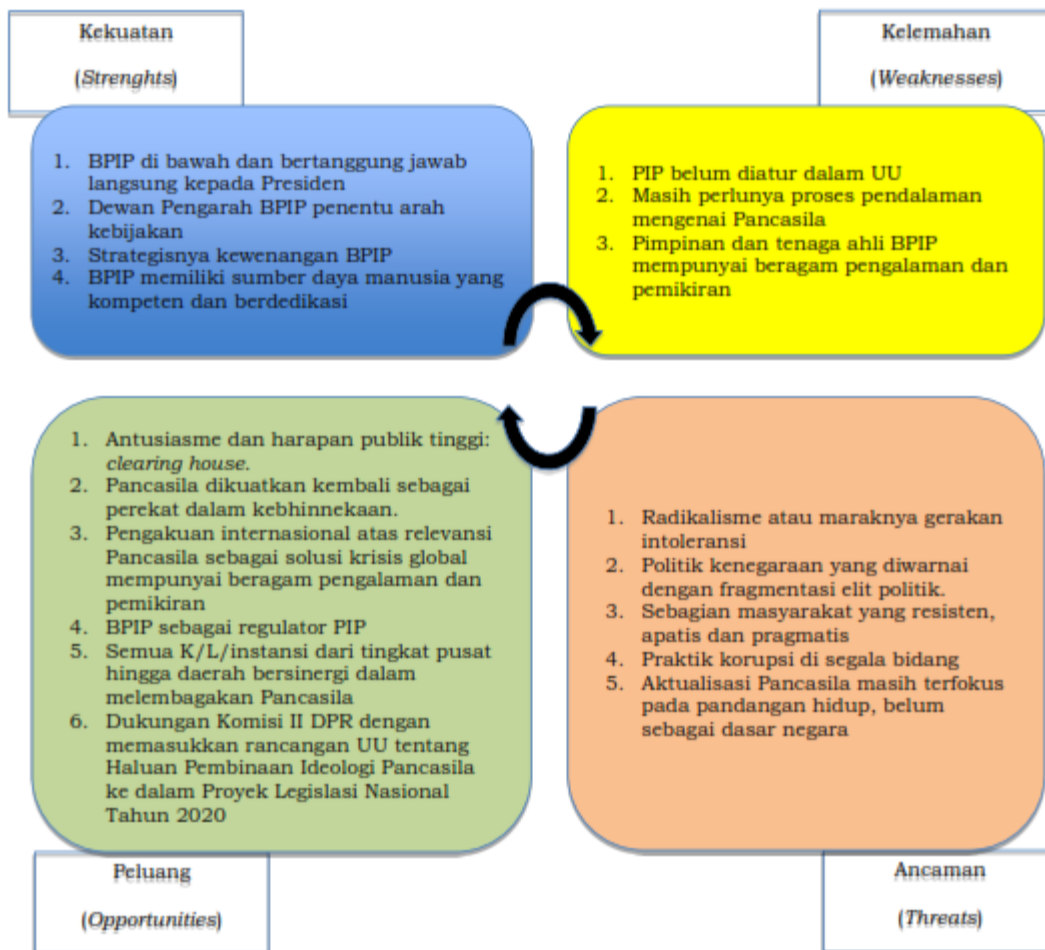 Kekuatan
(Strenghts)
Kelemahan
(Weaknesses)
1. BPIP di bawah dan bertanggung jawab
langsung kepada Presiden
2. Dewan Pengarah BPIP penentu arah
kebijakan
3. Strategisnya kewenangan BPIP
4. BPIP memiliki sumber daya manusia yang
kompeten dan berdedikasi
1. PIP belum diatur dalam UU
2. Masih perlunya proses pendalaman
mengenai Pancasila
3. Pimpinan dan tenaga ahli BPIP
mempunyai beragam pengalaman dan
pemikiran
1. Antusiasme dan harapan publik tinggi:
clearing house.
2. Pancasila dikuatkan kembali sebagai
perekat dalam kebhinnekaan.
3. Pengakuan internasional atas relevansi
Pancasila sebagai solusi krisis global
mempunyai beragam pengalaman dan
pemikiran
4. BPIP sebagai regulator PIP
5. Semua K/L/instansi dari tingkat pusat
hingga daerah bersinergi dalam
melembagakan Pancasila
6. Dukungan Komisi II DPR dengan
memasukkan rancangan UU tentang
Haluan Pembinaan Ideologi Pancasila
ke dalam Proyek Legislasi Nasional
Tahun 2020
1. Radikalisme atau maraknya gerakan
intoleransi
2. Politik kenegaraan yang diwarnai
dengan fragmentasi elit politik.
3. Sebagian masyarakat yang resisten,
apatis dan pragmatis
4. Praktik korupsi di segala bidang
5. Aktualisasi Pancasila masih terfokus
pada pandangan hidup, belum
sebagai dasar negara
Peluang
(Opportunities)
Ancaman
(Threats)